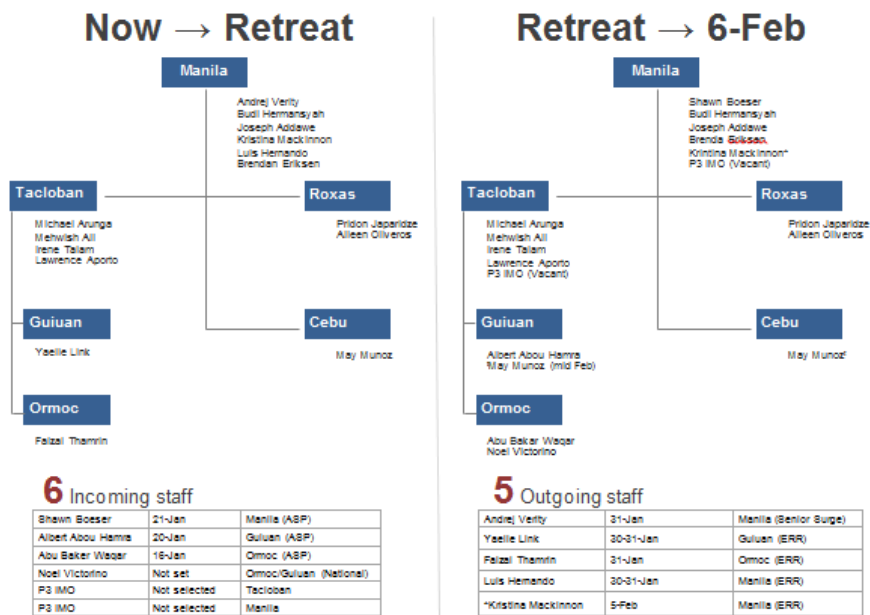 Now → Retreat
Manila
Andrej Verity
Budi Hermansyah
Joseph Addawe
Kristina Mackinnon
Luis Hernando
Brendan Eriksen
Tacloban
Roxas
Michael Arunga
Mehwish Ali
Irene Talam
Lawrence Aporto
Pridon Japaridze
Aileen Oliveros
Guiuan
Cebu
Yaelle Link
May Munoz
Ormoc
Faizal Thamrin
6 Incoming staff
Shawn Boeser 21-Jan Manila (ASP)
Albert Abou Hamra 20-Jan Guiuan (ASP)
Abu Baker Waqar 16-Jan Ormoc (ASP)
Noel Victorino Not set Ormoc/Guiuan (National)
P3 IMO Not selected Tacloban
P3 IMO Not selected Manila
Retreat → 6-Feb
Manila
Shawn Boeser
Budi Hermansyah
Joseph Addawe
Brenda Eriksen
Krintina Mackinnon*
P3 IMO (Vacant)
Tacloban
Roxas
Michael Arunga
Mehwish Ali
Irene Talam
Lawrence Aporto
P3 IMO (Vacant)
Pridon Japaridze
Aileen Oliveros
Guiuan
Cebu
Albert Abou Hamra
May Munoz (mid Feb)
May Munoz
Ormoc
Abu Bakar Waqar
Noel Victorino
5 Outgoing staff
Andrej Verity 31-Jan Manila (Senior Surge)
Yaelle Link 30-31-Jan Guiuan (ERR)
Faizal Thamrin 31-Jan Ormoc (ERR)
Luis Hernando 30-31-Jan Manila (ERR)
*Kristina Mackinnon 5-Feb Manila (ERR)